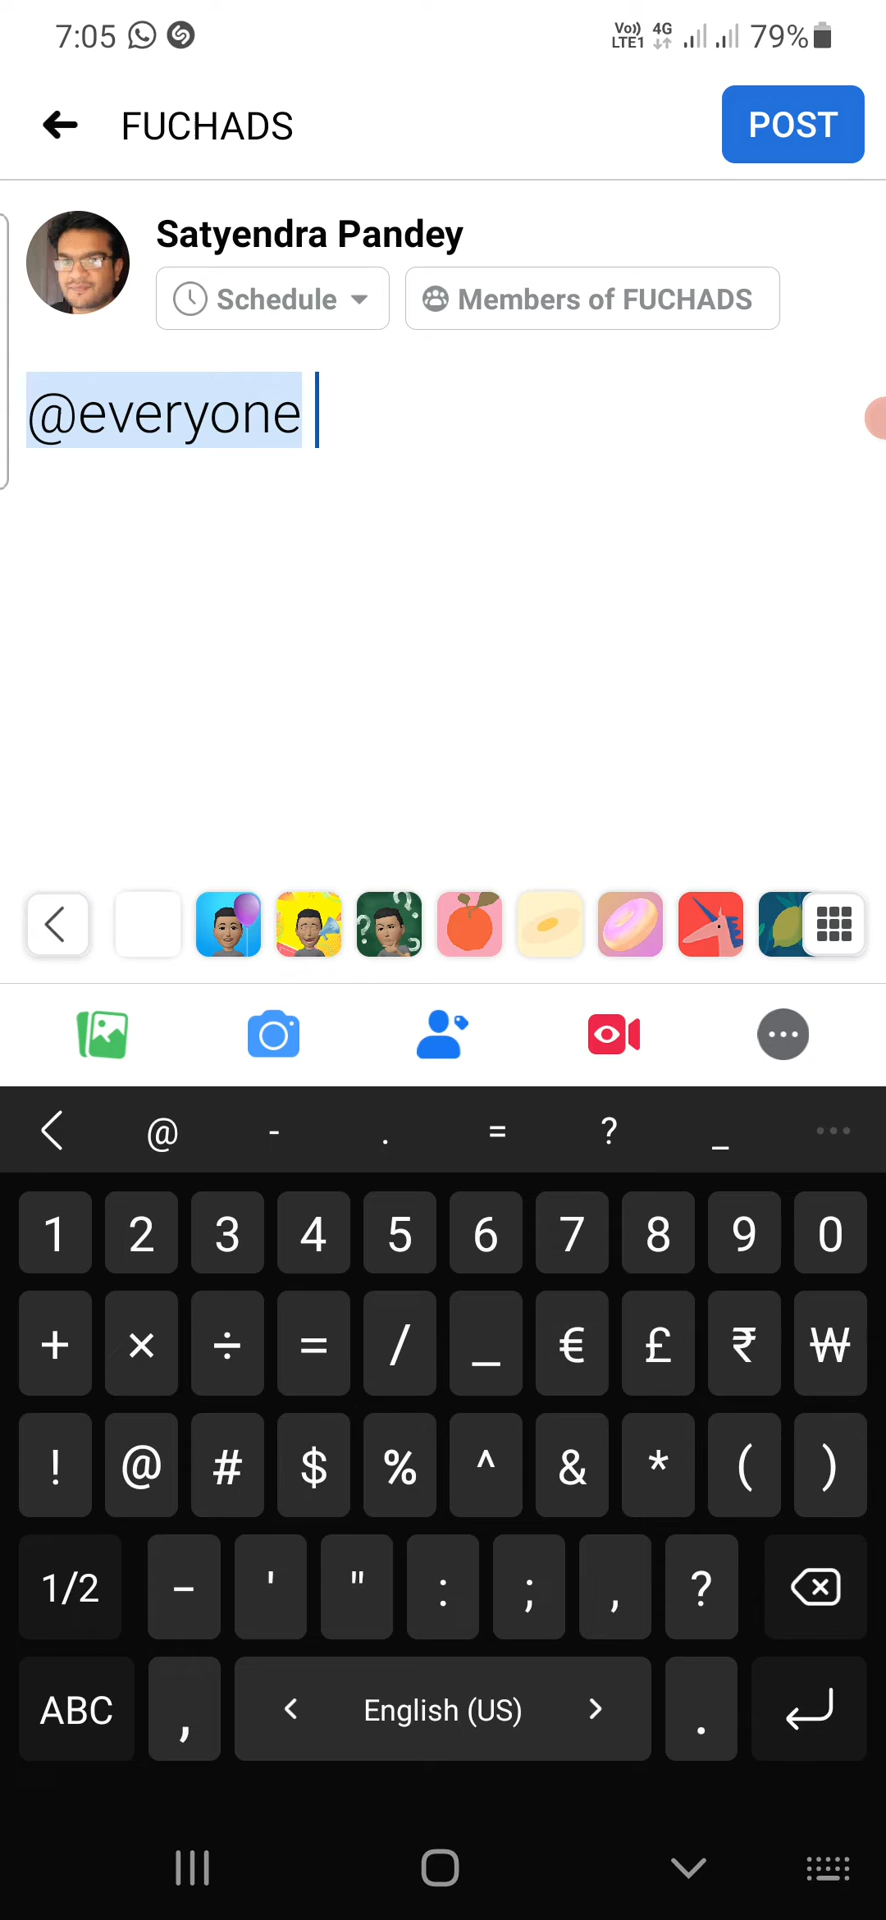 7:05 Vo)) LTE1 4G 79%
FUCHADS POST
Satyendra Pandey
Schedule Members of FUCHADS
@everyone
@ - . = ? _ ...
1 2 3 4 5 6 7 8 9 0
+ × ÷ = / _ € £ ₹ ₩
! @ # $ % ^ & * ( )
1/2 - ' " : ; , ?
ABC , < English (US) > .